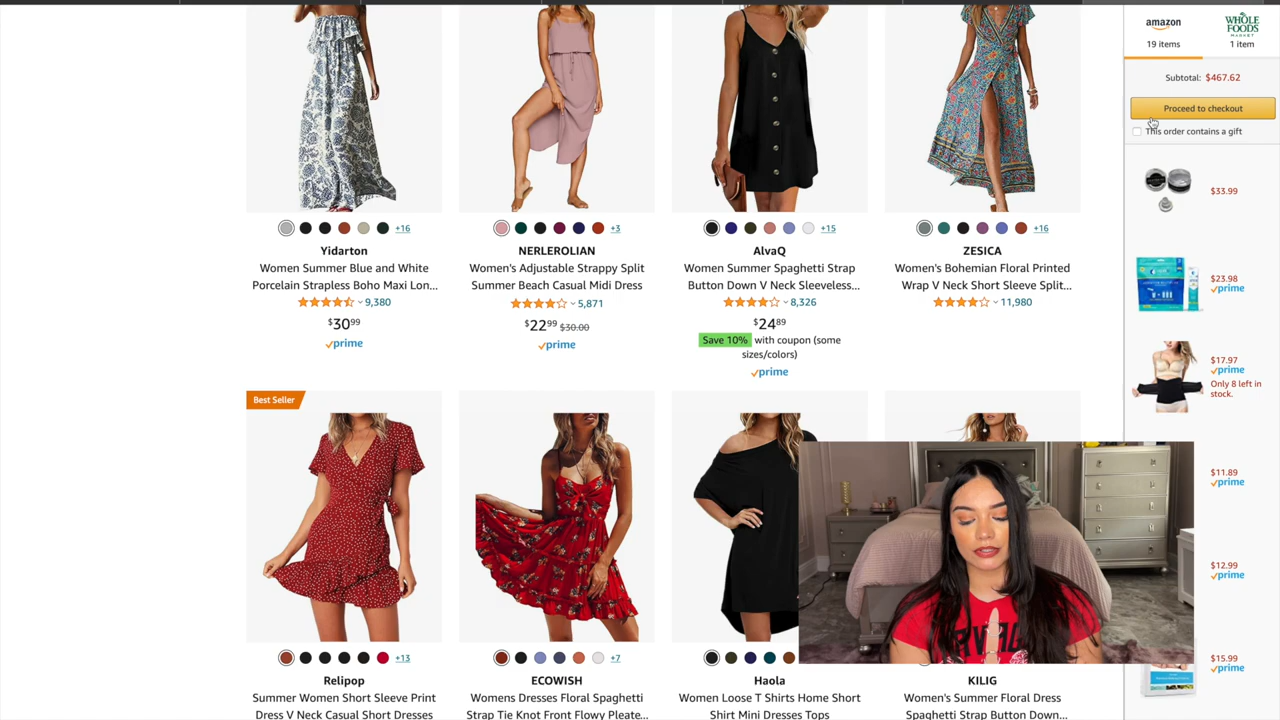 amazon
19 items
WHOLE
FOODS
MARKET
1 item
Subtotal: $467.62
Proceed to checkout
This order contains a gift
$33.99
$23.98
prime
$17.97
prime
Only 8 left in
stock.
$11.89
prime
$12.99
prime
$15.99
prime
+16
Yidarton
Women Summer Blue and White
Porcelain Strapless Boho Maxi Lon...
9,380
$30 99
prime
+3
NERLEROLIAN
Women's Adjustable Strappy Split
Summer Beach Casual Midi Dress
5,871
$22 99 $30.00
prime
+15
AlvaQ
Women Summer Spaghetti Strap
Button Down V Neck Sleeveless...
8,326
$24 89
Save 10% with coupon (some
sizes/colors)
prime
+16
ZESICA
Women's Bohemian Floral Printed
Wrap V Neck Short Sleeve Split...
11,980
Best Seller
+13
Relipop
Summer Women Short Sleeve Print
Dress V Neck Casual Short Dresses
+7
ECOWISH
Womens Dresses Floral Spaghetti
Strap Tie Knot Front Flowy Pleate...
Haola
Women Loose T Shirts Home Short
Shirt Mini Dresses Tops
KILIG
Women's Summer Floral Dress
Spaghetti Strap Button Down...